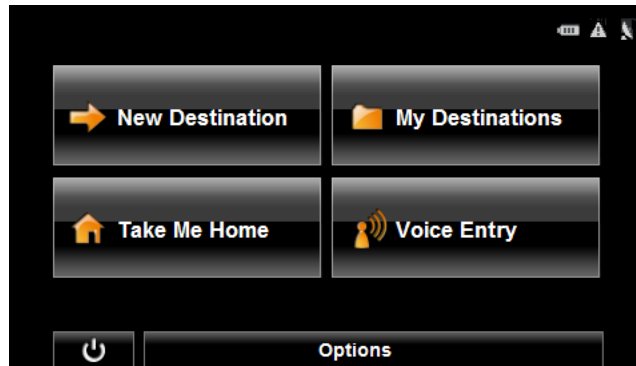 New Destination
My Destinations
Take Me Home
Voice Entry
Options